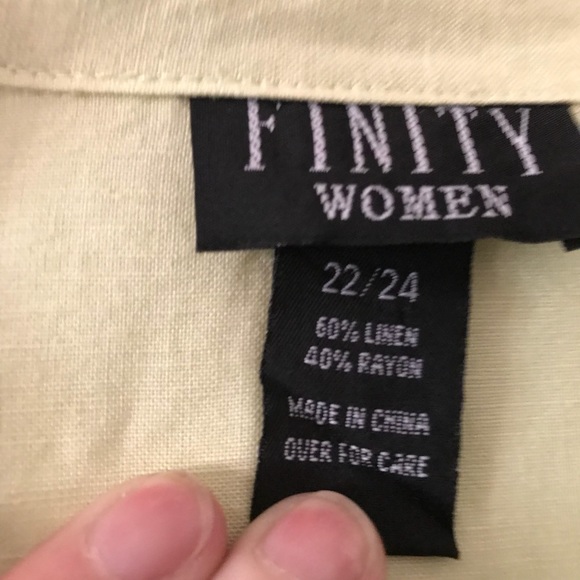 FINITY
WOMEN
22/24
60% LINEN
40% RAYON
MADE IN CHINA
OVER FOR CARE